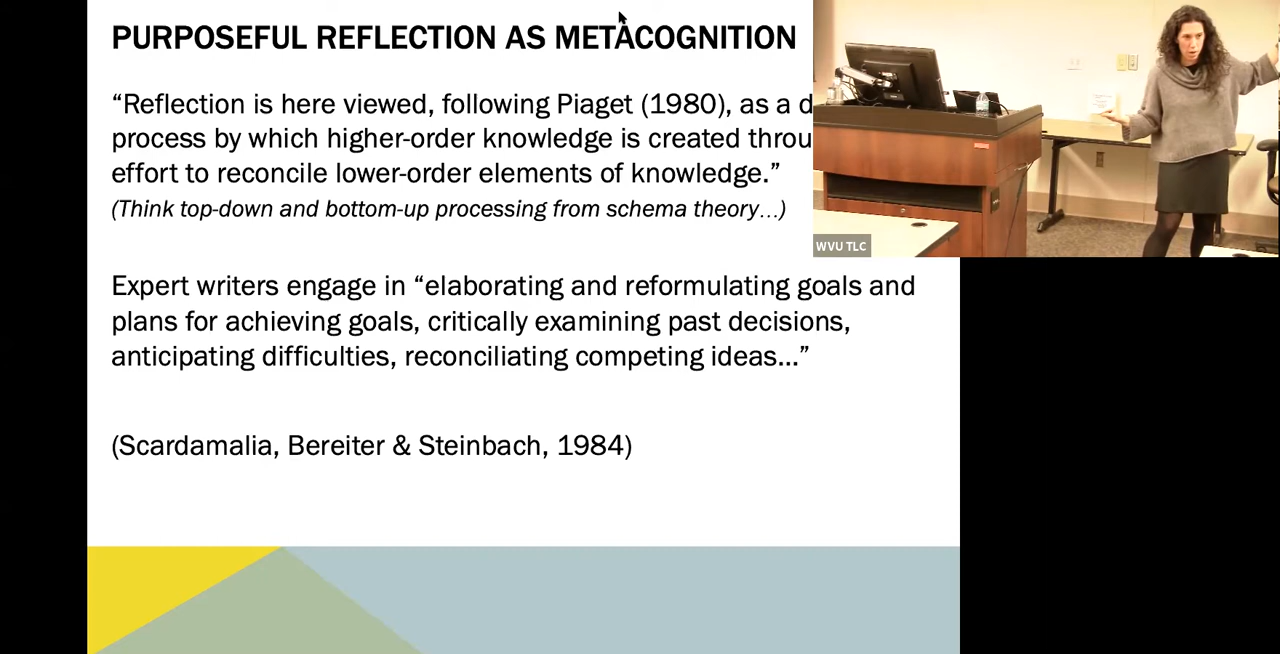 PURPOSEFUL REFLECTION AS METACOGNITION
“Reflection is here viewed, following Piaget (1980), as a d
process by which higher-order knowledge is created throu
effort to reconcile lower-order elements of knowledge.”
(Think top-down and bottom-up processing from schema theory...)
Expert writers engage in “elaborating and reformulating goals and
plans for achieving goals, critically examining past decisions,
anticipating difficulties, reconciliating competing ideas...”
(Scardamalia, Bereiter & Steinbach, 1984)
WVU TLC